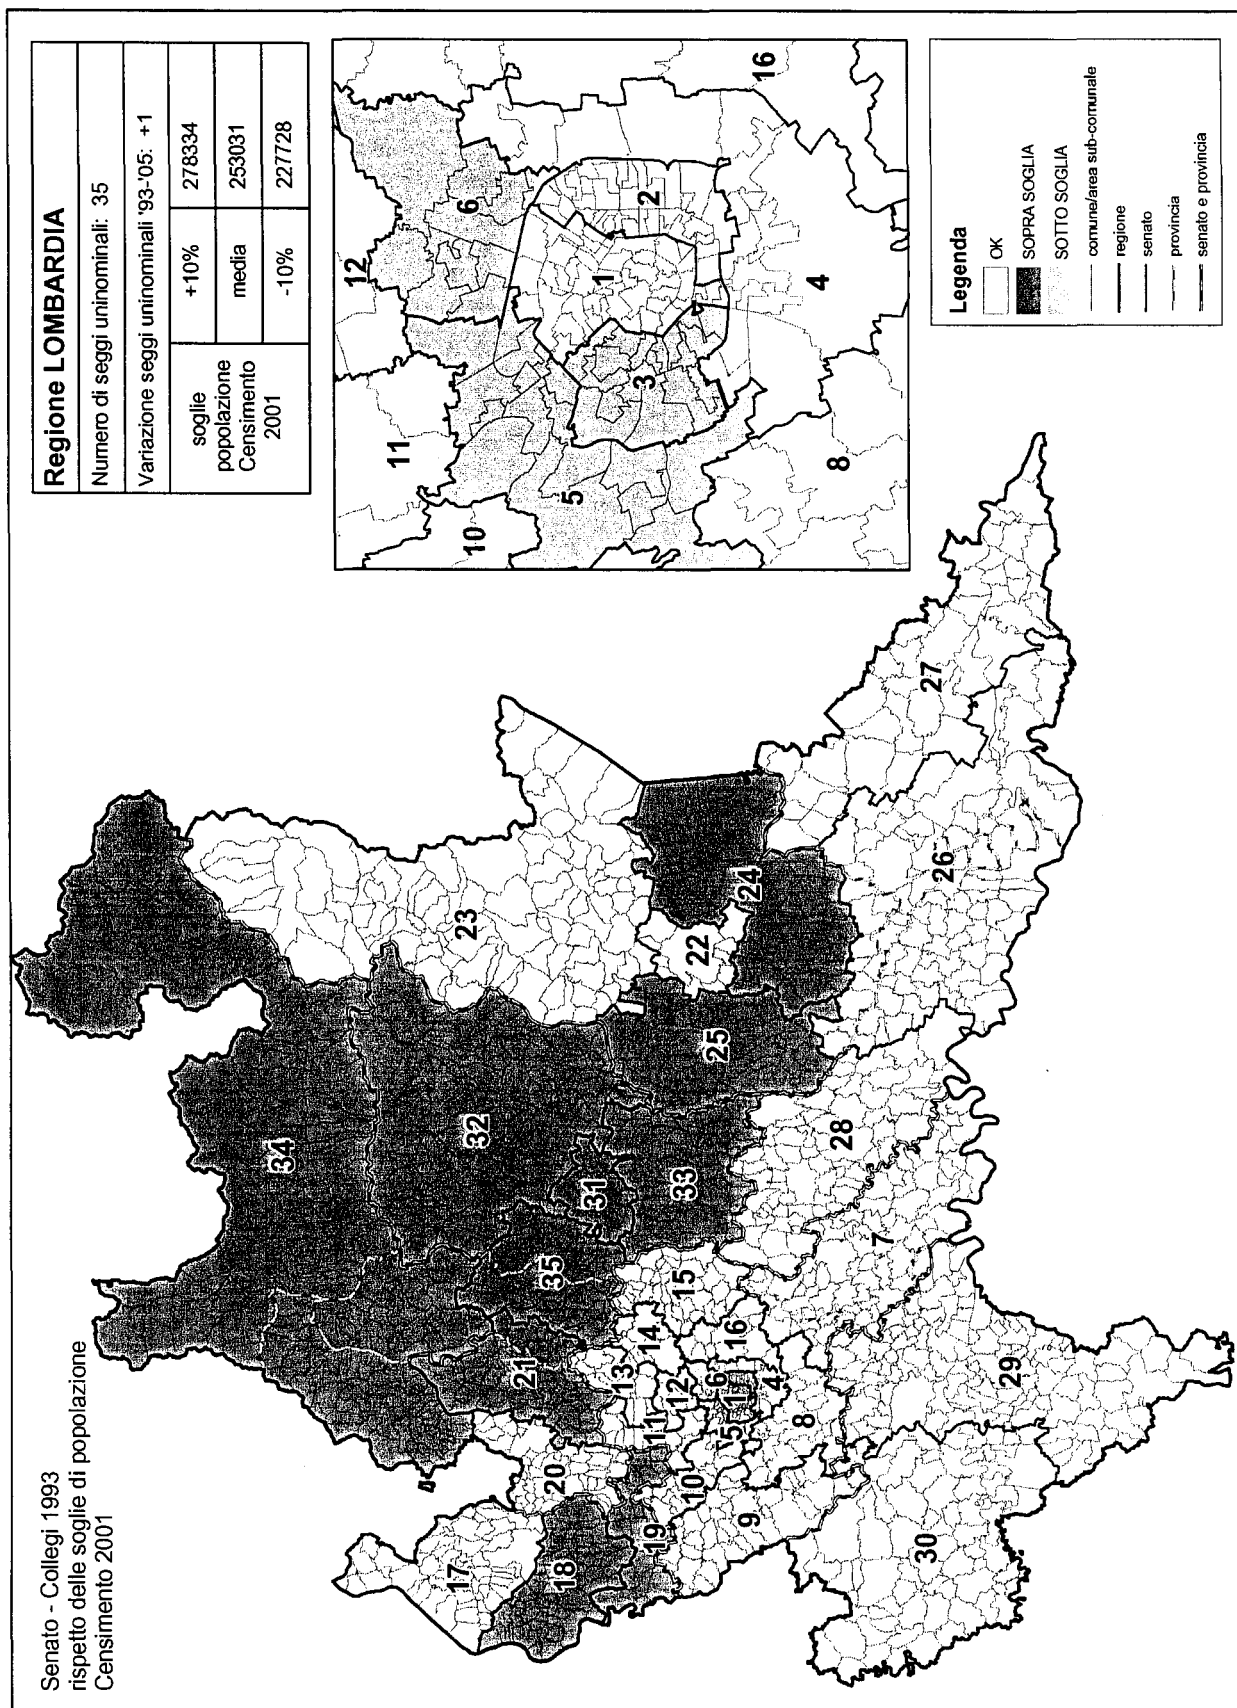 Senato - Collegi 1993
rispetto delle soglie di popolazione
Censimento 2001
Regione LOMBARDIA
Numero di seggi uninominali: 35
Variazione seggi uninominali '93-'05: +1
soglie
popolazione
Censimento
2001
+10%
278334
media
253031
-10%
227728
12
11
10
6
16
5
1
2
3
4
8
Legenda
OK
SOPRA SOGLIA
SOTTO SOGLIA
comune/area sub-comunale
regione
senato
provincia
senato e provincia
34
32
23
31
35
21
33
25
22
24
17
18
20
19
13
14
15
11
12
10
5
6
1
16
4
9
8
7
28
26
27
30
29